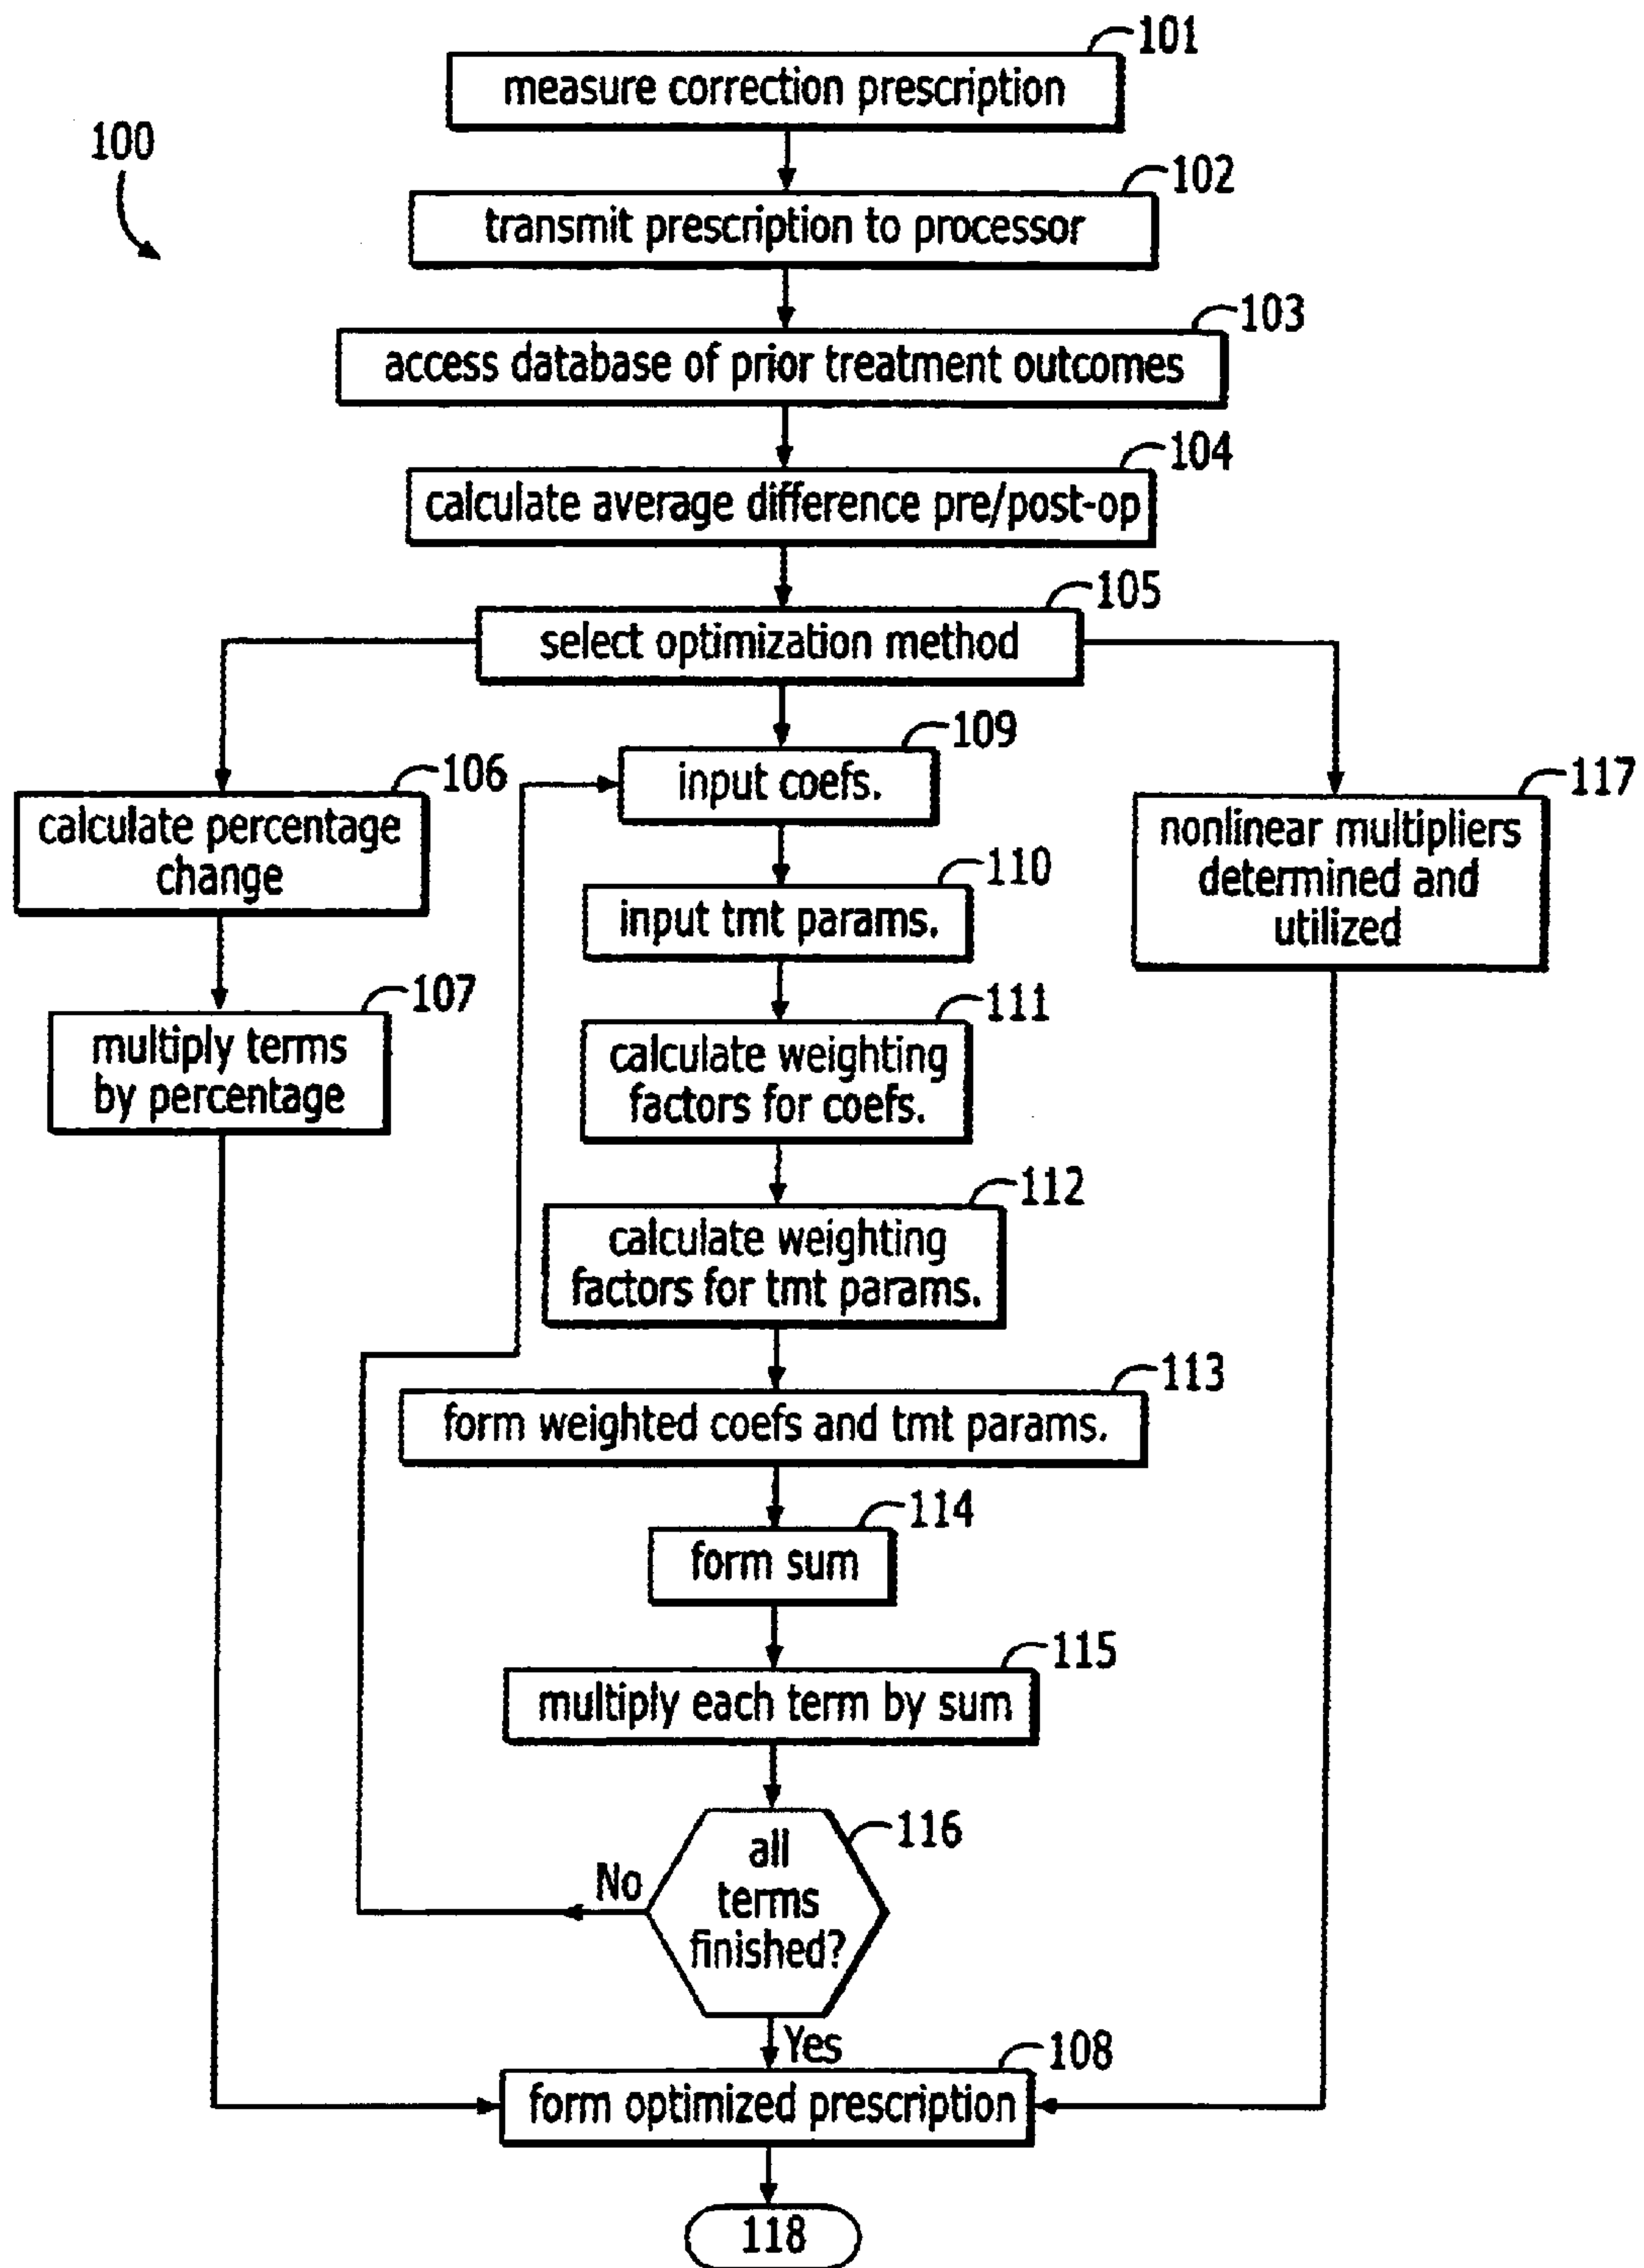 101
measure correction prescription
100
102
transmit prescription to processor
103
access database of prior treatment outcomes
104
calculate average difference pre/post-op
105
select optimization method
106
calculate percentage
change
107
multiply terms
by percentage
109
input coefs.
110
input tmt params.
111
calculate weighting
factors for coefs.
112
calculate weighting
factors for tmt params.
113
form weighted coefs and tmt params.
114
form sum
115
multiply each term by sum
116
all
terms
finished?
No
Yes
117
nonlinear multipliers
determined and
utilized
108
form optimized prescription
118